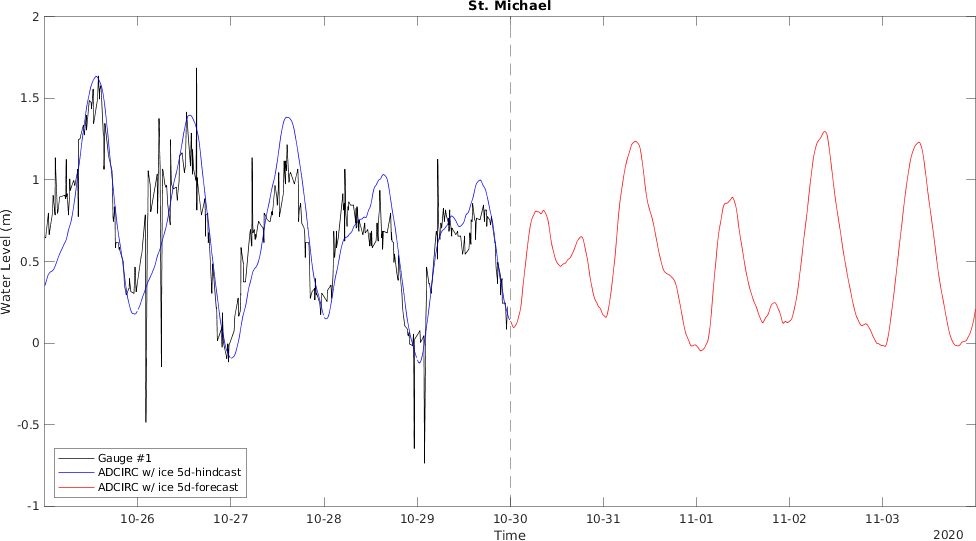 St. Michael
2
1.5
1
0.5
0
-0.5
-1
Water Level (m)
Gauge #1
ADCIRC w/ ice 5d-hindcast
ADCIRC w/ ice 5d-forecast
10-26 10-27 10-28 10-29 10-30 10-31 11-01 11-02 11-03
Time
2020